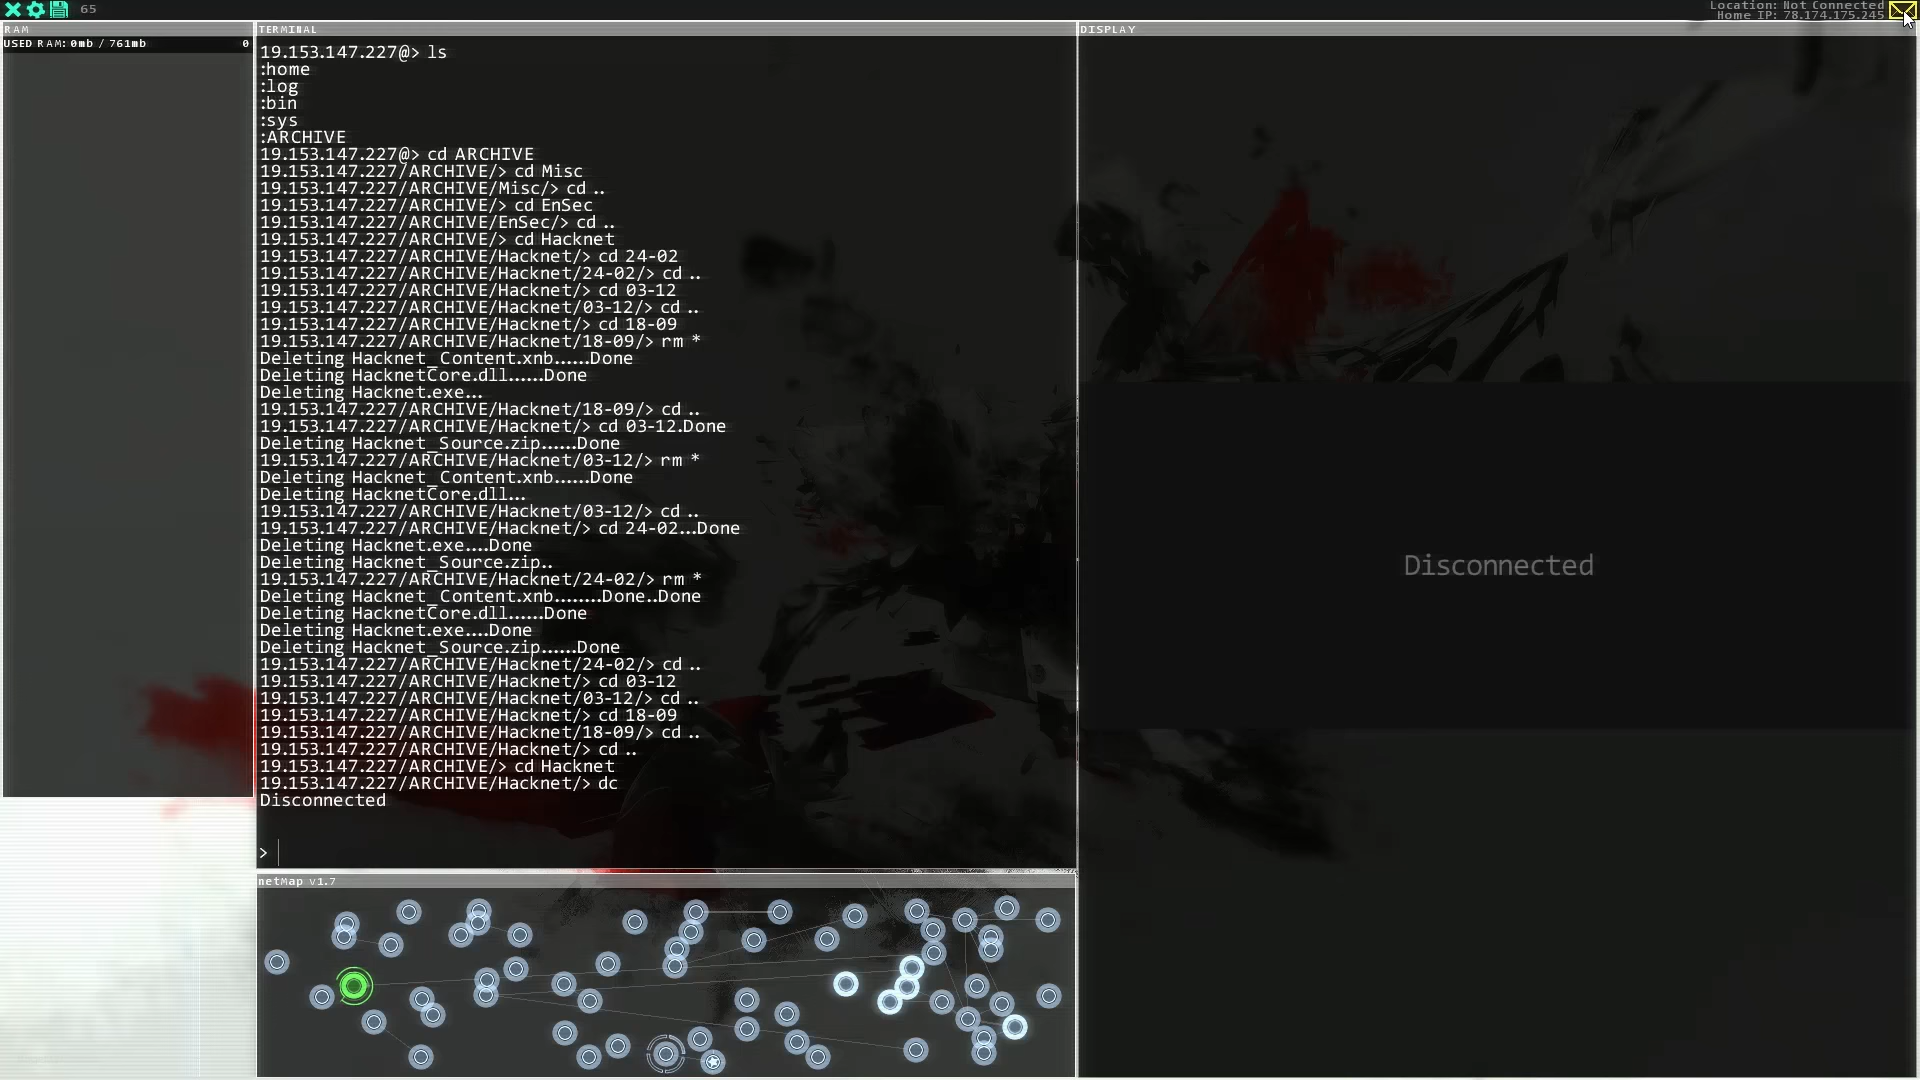 65
Location: Not Connected
Home IP: 78.174.175.245
RAM
USED RAM: 0mb / 761mb 0
TERMINAL
19.153.147.227@> ls
:home
:log
:bin
:sys
:ARCHIVE
19.153.147.227@> cd ARCHIVE
19.153.147.227/ARCHIVE/> cd Misc
19.153.147.227/ARCHIVE/Misc/> cd ..
19.153.147.227/ARCHIVE/> cd EnSec
19.153.147.227/ARCHIVE/EnSec/> cd ..
19.153.147.227/ARCHIVE/> cd Hacknet
19.153.147.227/ARCHIVE/Hacknet/> cd 24-02
19.153.147.227/ARCHIVE/Hacknet/24-02/> cd ..
19.153.147.227/ARCHIVE/Hacknet/> cd 03-12
19.153.147.227/ARCHIVE/Hacknet/03-12/> cd ..
19.153.147.227/ARCHIVE/Hacknet/> cd 18-09
19.153.147.227/ARCHIVE/Hacknet/18-09/> rm *
Deleting Hacknet_Content.xnb......Done
Deleting HacknetCore.dll......Done
Deleting Hacknet.exe...
19.153.147.227/ARCHIVE/Hacknet/18-09/> cd ..
19.153.147.227/ARCHIVE/Hacknet/> cd 03-12.Done
Deleting Hacknet_Source.zip......Done
19.153.147.227/ARCHIVE/Hacknet/03-12/> rm *
Deleting Hacknet_Content.xnb......Done
Deleting HacknetCore.dll...
19.153.147.227/ARCHIVE/Hacknet/03-12/> cd ..
19.153.147.227/ARCHIVE/Hacknet/> cd 24-02...Done
Deleting Hacknet.exe....Done
Deleting Hacknet_Source.zip..
19.153.147.227/ARCHIVE/Hacknet/24-02/> rm *
Deleting Hacknet_Content.xnb........Done..Done
Deleting HacknetCore.dll......Done
Deleting Hacknet.exe....Done
Deleting Hacknet_Source.zip......Done
19.153.147.227/ARCHIVE/Hacknet/24-02/> cd ..
19.153.147.227/ARCHIVE/Hacknet/> cd 03-12
19.153.147.227/ARCHIVE/Hacknet/03-12/> cd ..
19.153.147.227/ARCHIVE/Hacknet/> cd 18-09
19.153.147.227/ARCHIVE/Hacknet/18-09/> cd ..
19.153.147.227/ARCHIVE/Hacknet/> cd ..
19.153.147.227/ARCHIVE/> cd Hacknet
19.153.147.227/ARCHIVE/Hacknet/> dc
Disconnected
>
netMap v1.7
DISPLAY
Disconnected